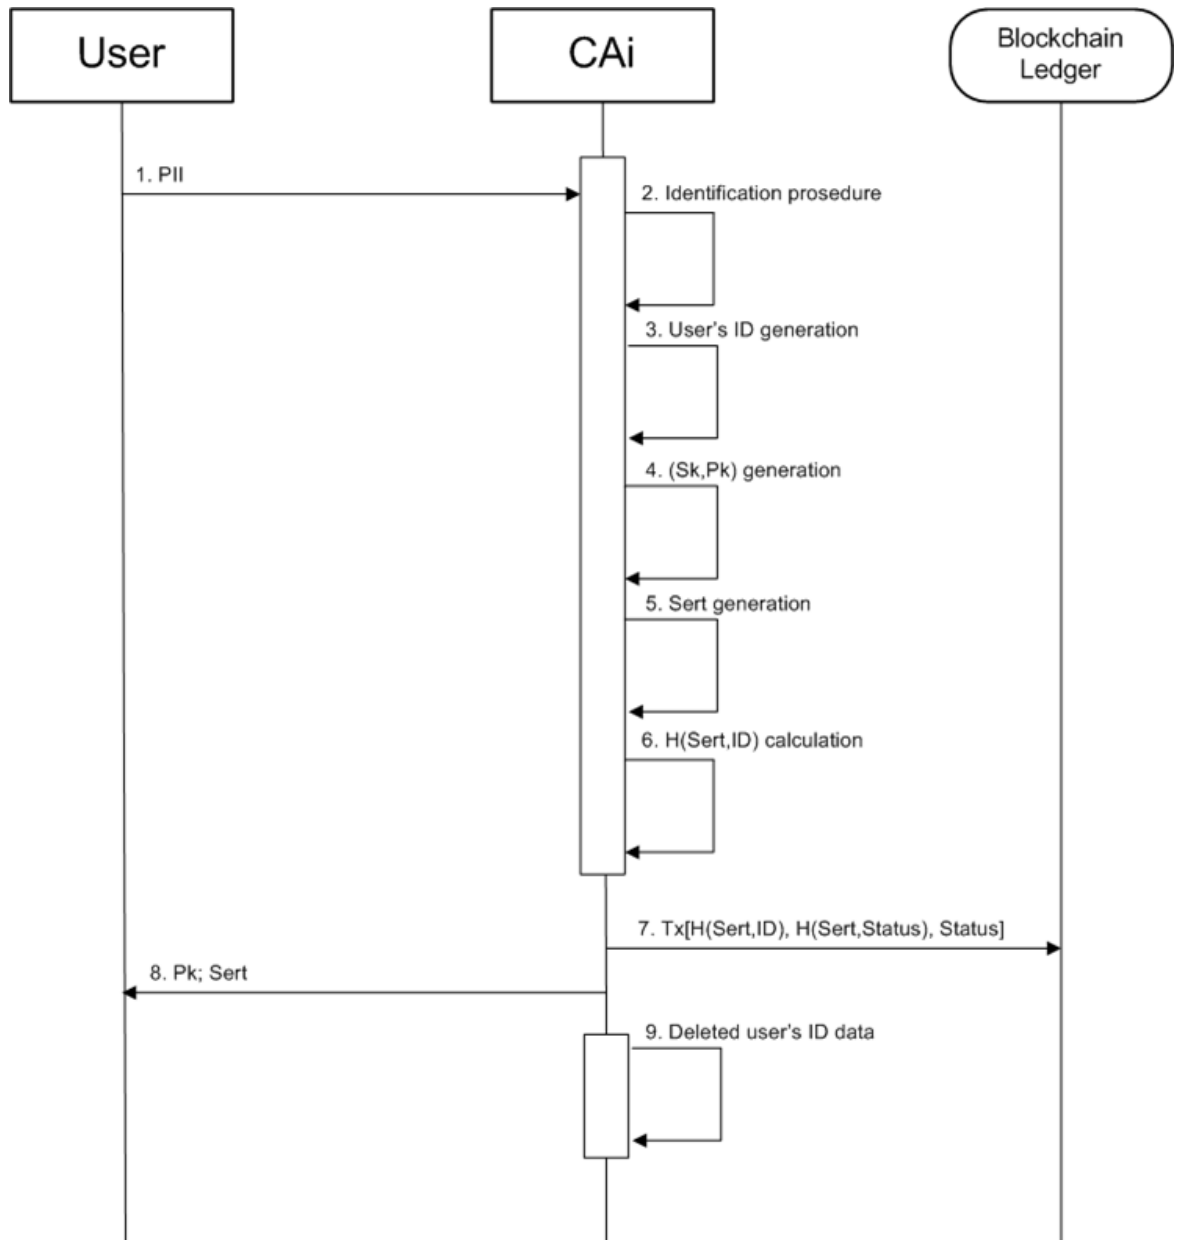 User
CAi
Blockchain
Ledger
1. PII
2. Identification prosedure
3. User's ID generation
4. (Sk,Pk) generation
5. Sert generation
6. H(Sert,ID) calculation
7. Tx[H(Sert,ID), H(Sert,Status), Status]
8. Pk; Sert
9. Deleted user's ID data